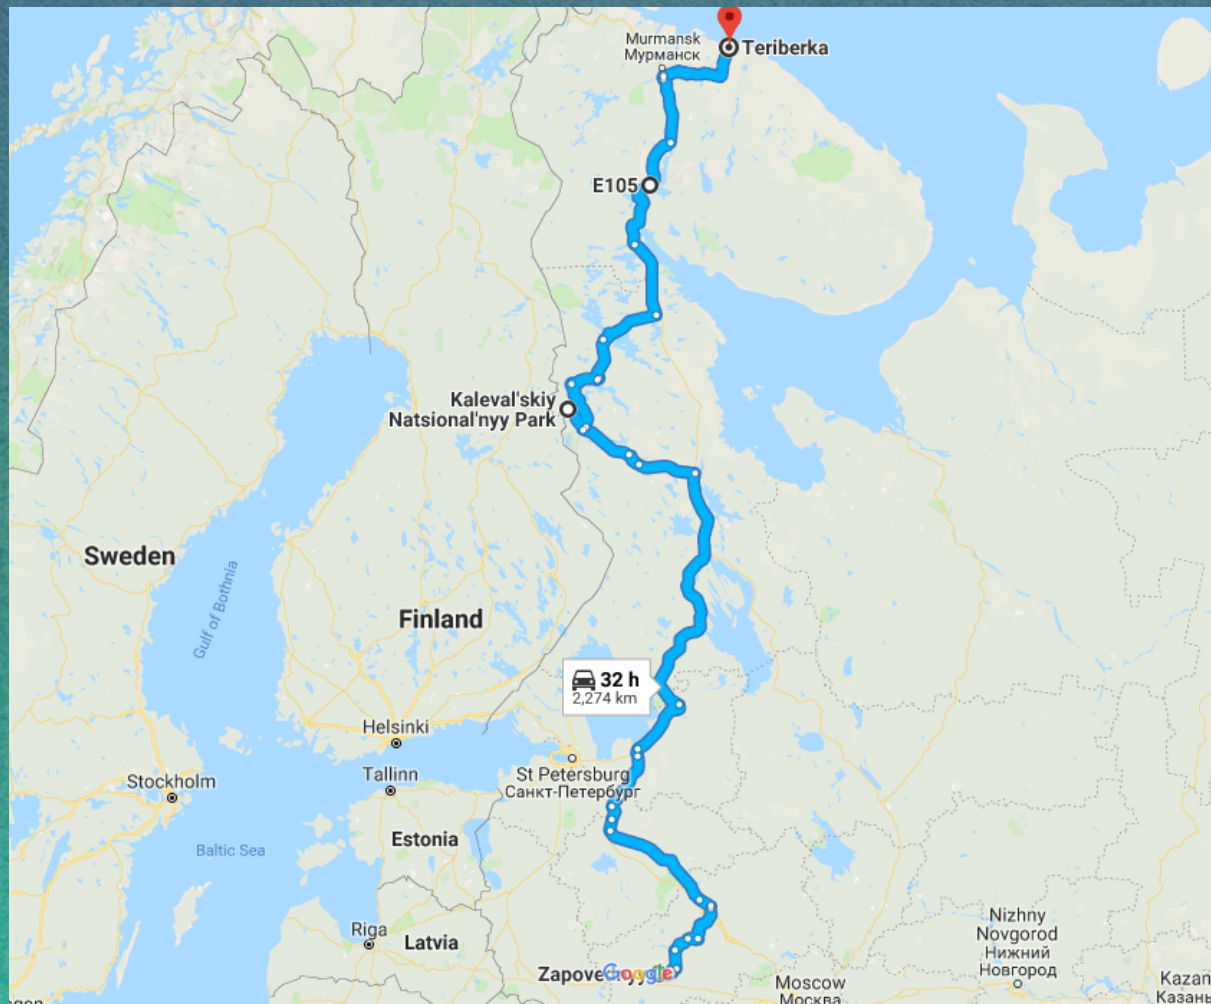 Murmansk
Мурманск
Teriberka
E105
Kaleval'skiy
Natsional'nyy Park
Sweden
Gulf of Bothnia
Finland
32 h
2,274 km
Helsinki
St Petersburg
Санкт-Петербург
Tallinn
Stockholm
Estonia
Baltic Sea
Riga
Latvia
Nizhny
Novgorod
Нижний
Новгород
Google
Moscow
Москва
Kazan
Казань